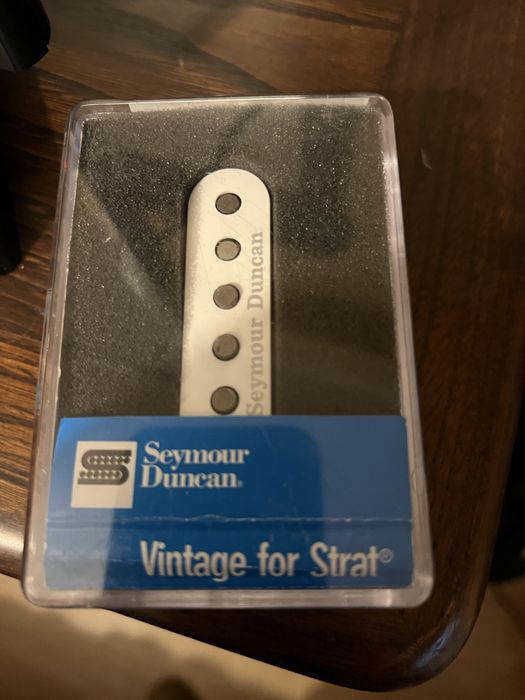 Seymour Duncan
Seymour
Duncan®
Vintage for Strat®